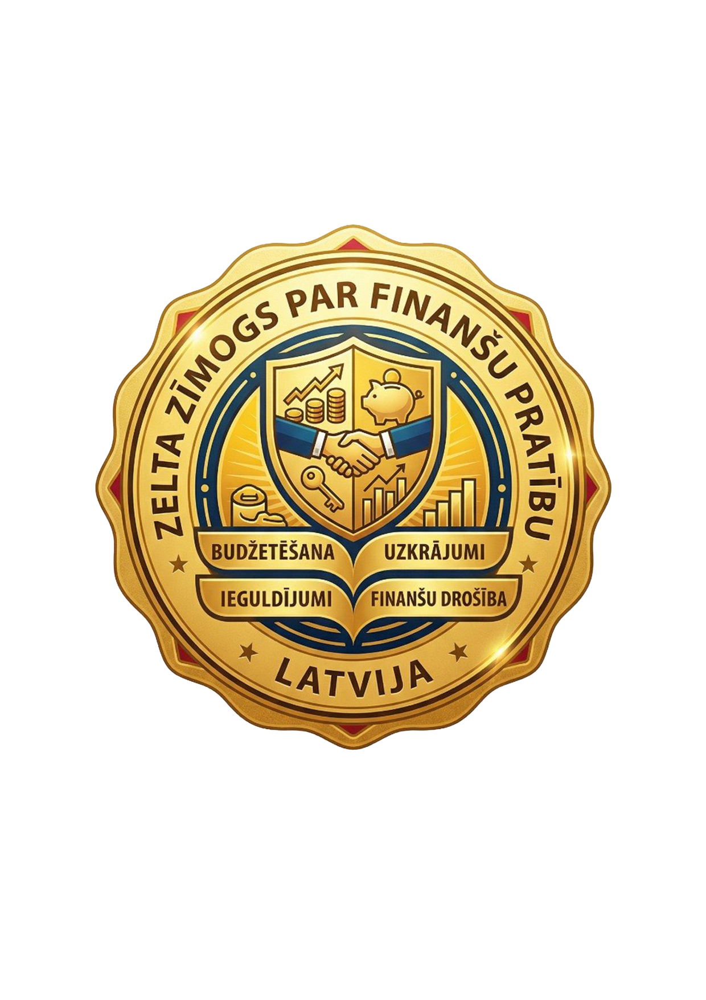 ZELTA ZĪMOGS PAR FINANŠU PRATĪBU
BUDŽETĒŠANA
UZKRĀJUMI
IEGULDĪJUMI
FINANŠU DROŠĪBA
LATVIJA